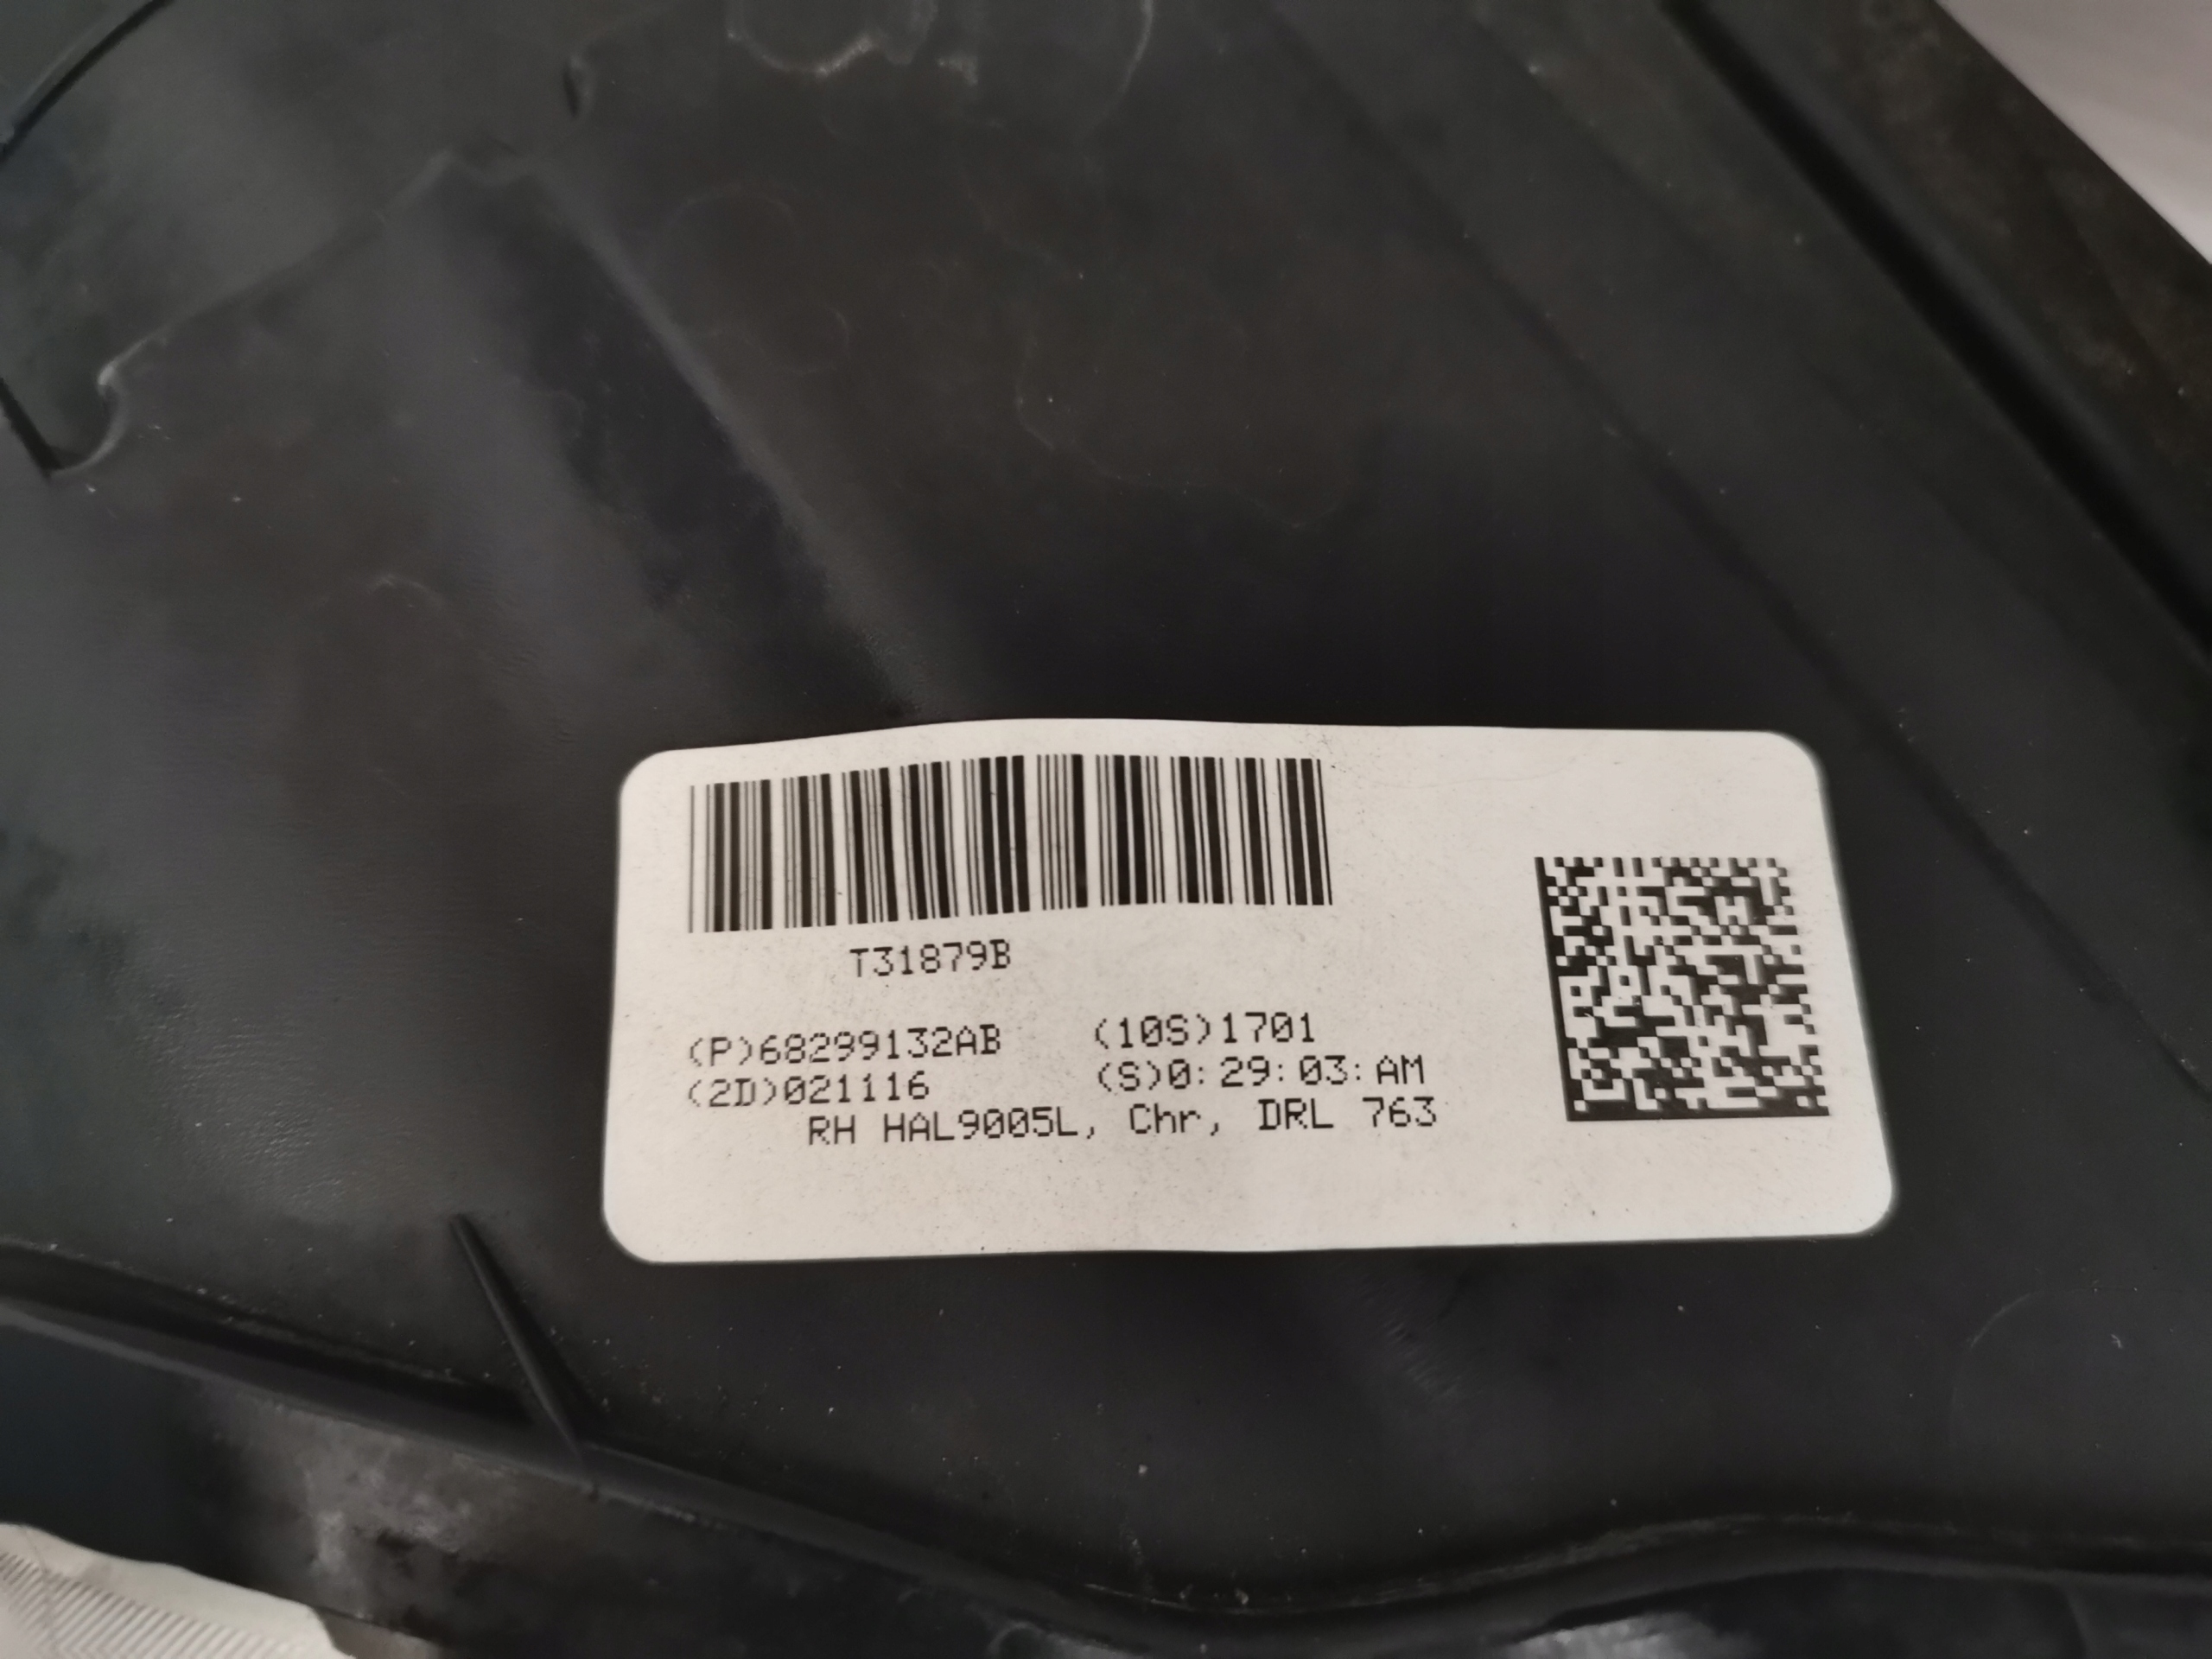 T31879B
(P)68299132AB (10S)1701
(2D)021116 (S)0:29:03:AM
RH HAL9005L, Chr, DRL 763